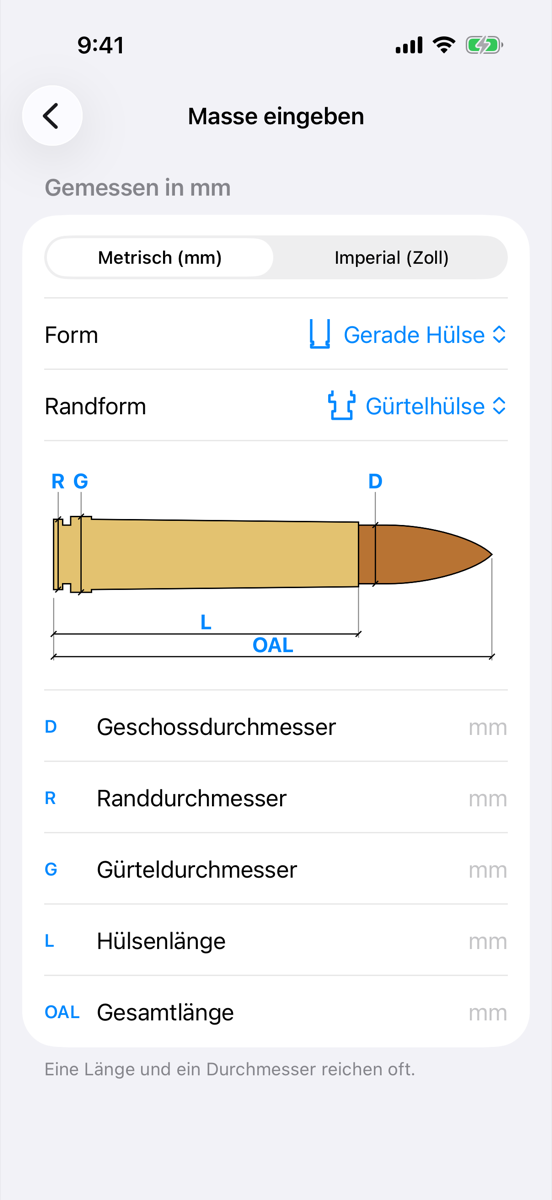 9:41
Masse eingeben
Gemessen in mm
Metrisch (mm) Imperial (Zoll)
Form Gerade Hülse
Randform Gürtelhülse
R G D
L
OAL
D Geschossdurchmesser mm
R Randdurchmesser mm
G Gürteldurchmesser mm
L Hülsenlänge mm
OAL Gesamtlänge mm
Eine Länge und ein Durchmesser reichen oft.